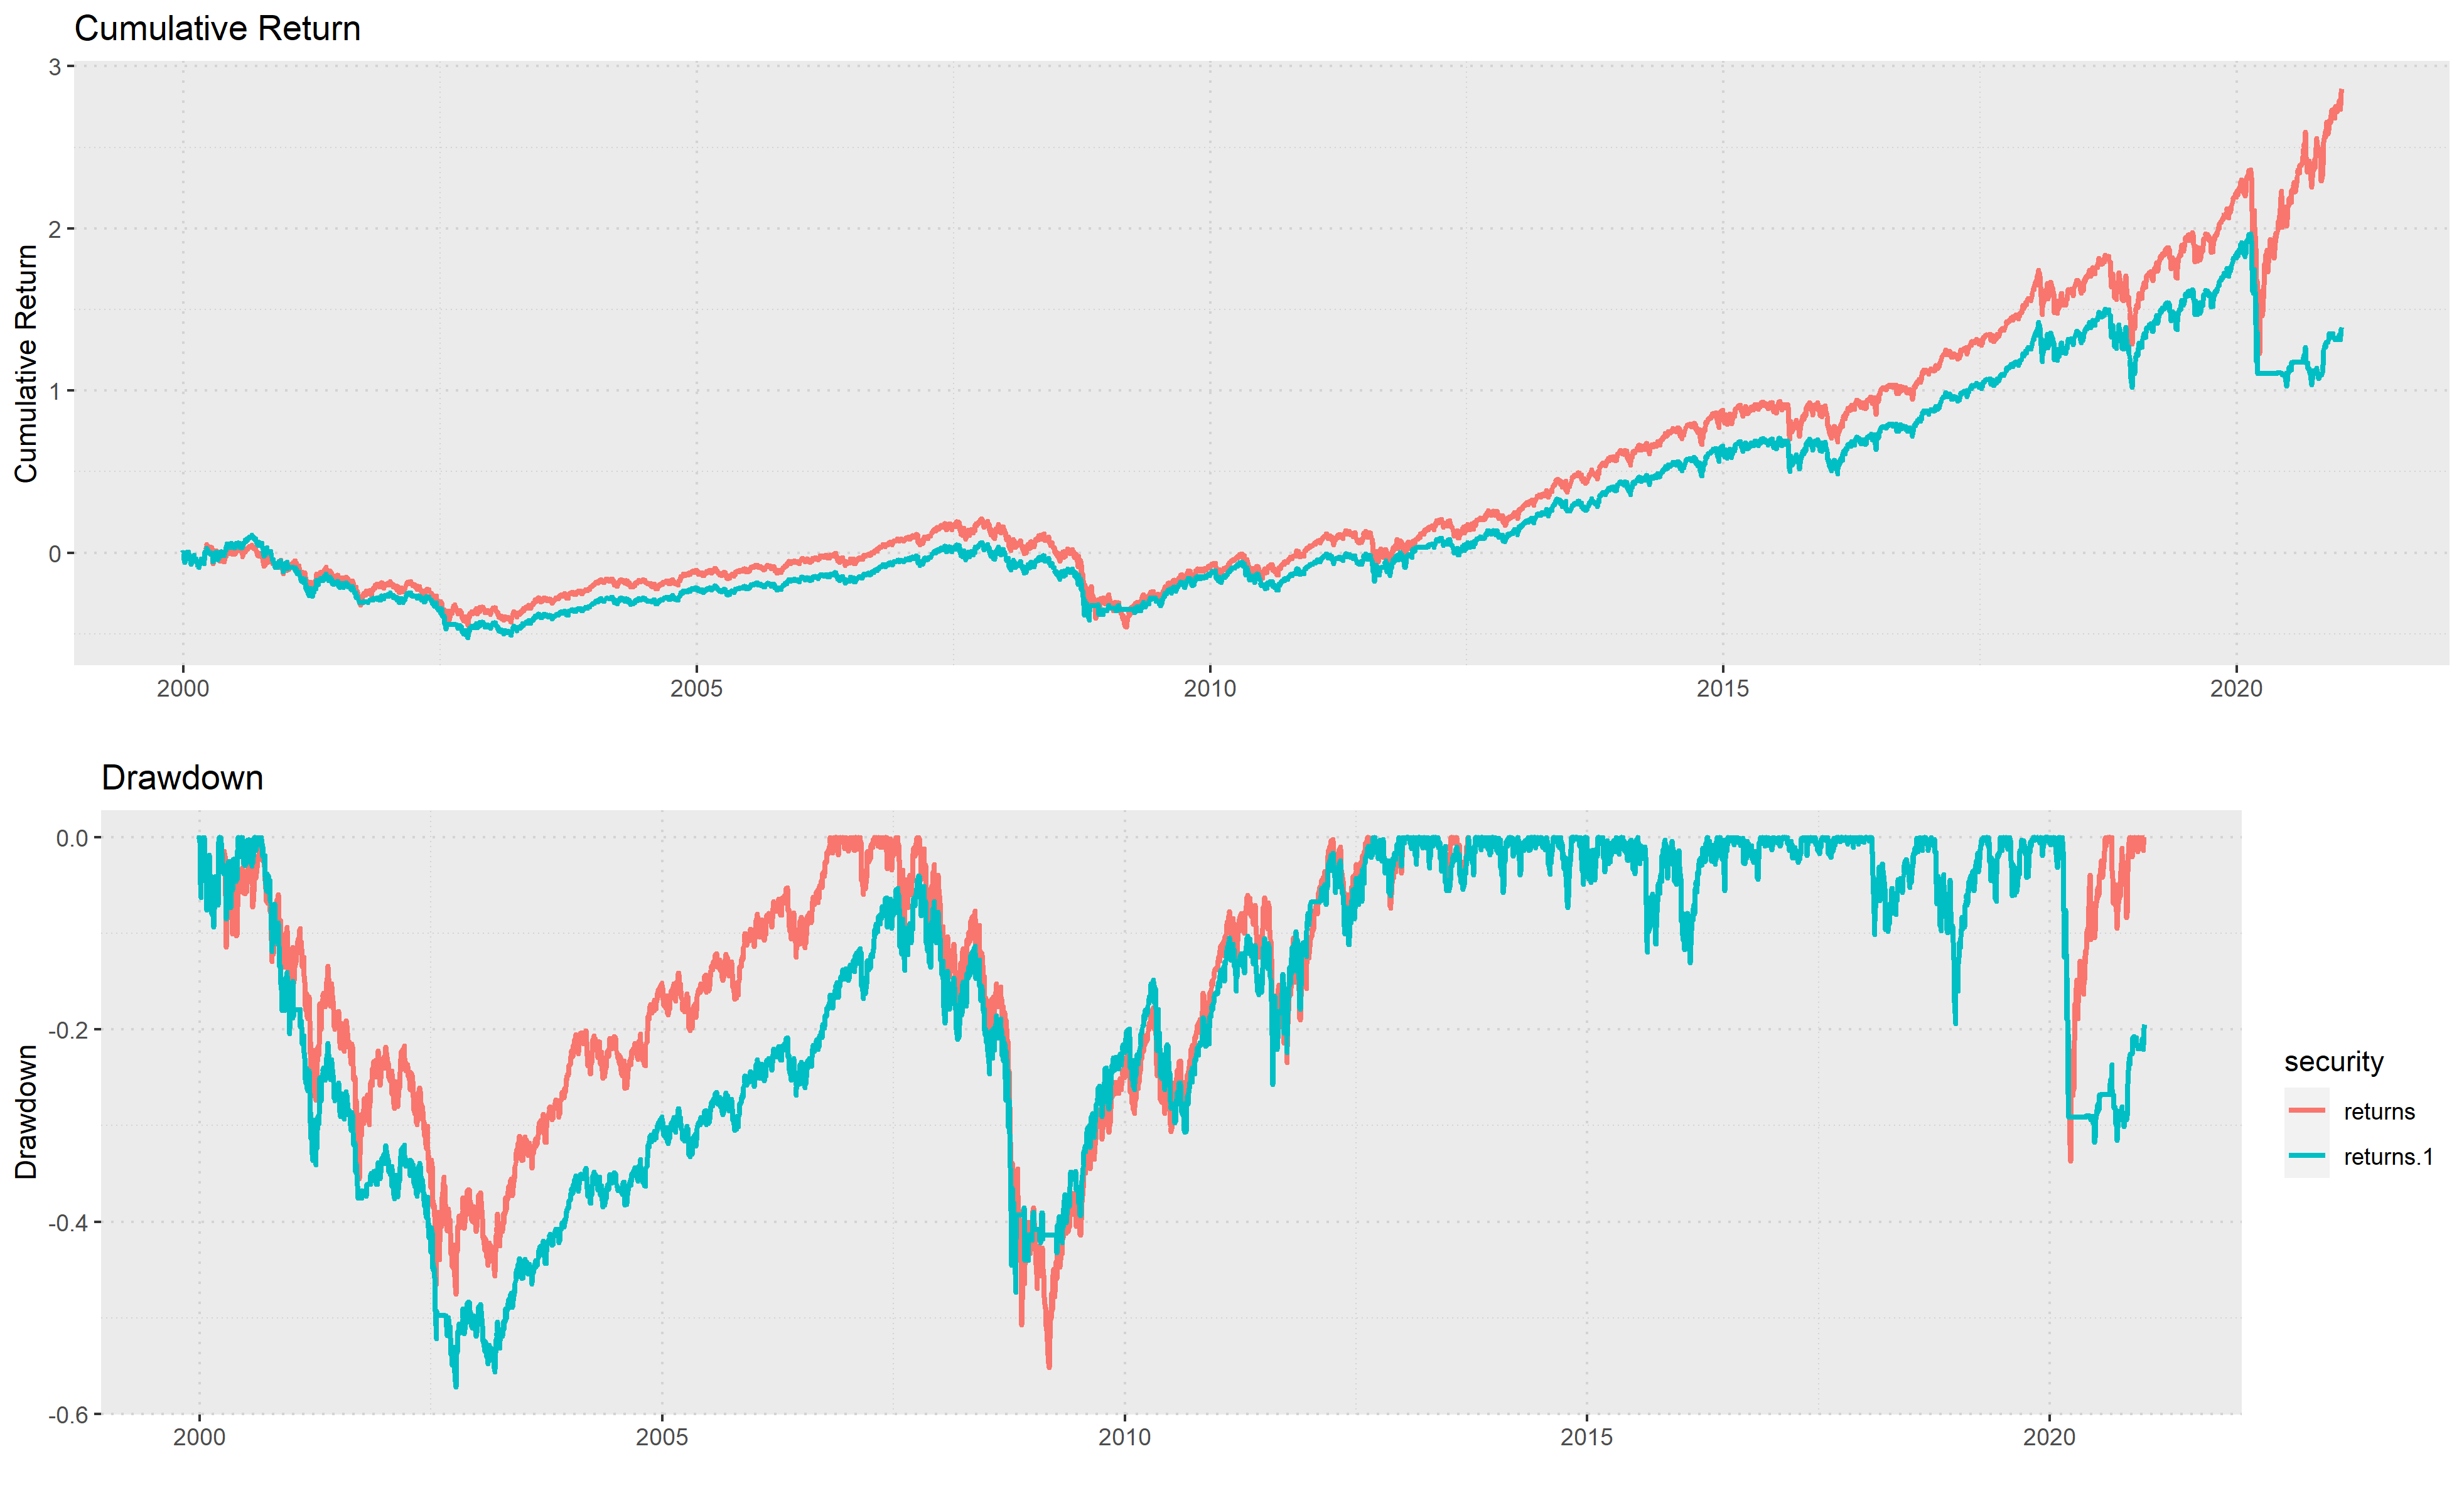 Cumulative Return
Cumulative Return
3
2
1
0
2000 2005 2010 2015 2020
Drawdown
Drawdown
0.0
-0.2
-0.4
-0.6
2000 2005 2010 2015 2020
security
returns
returns.1